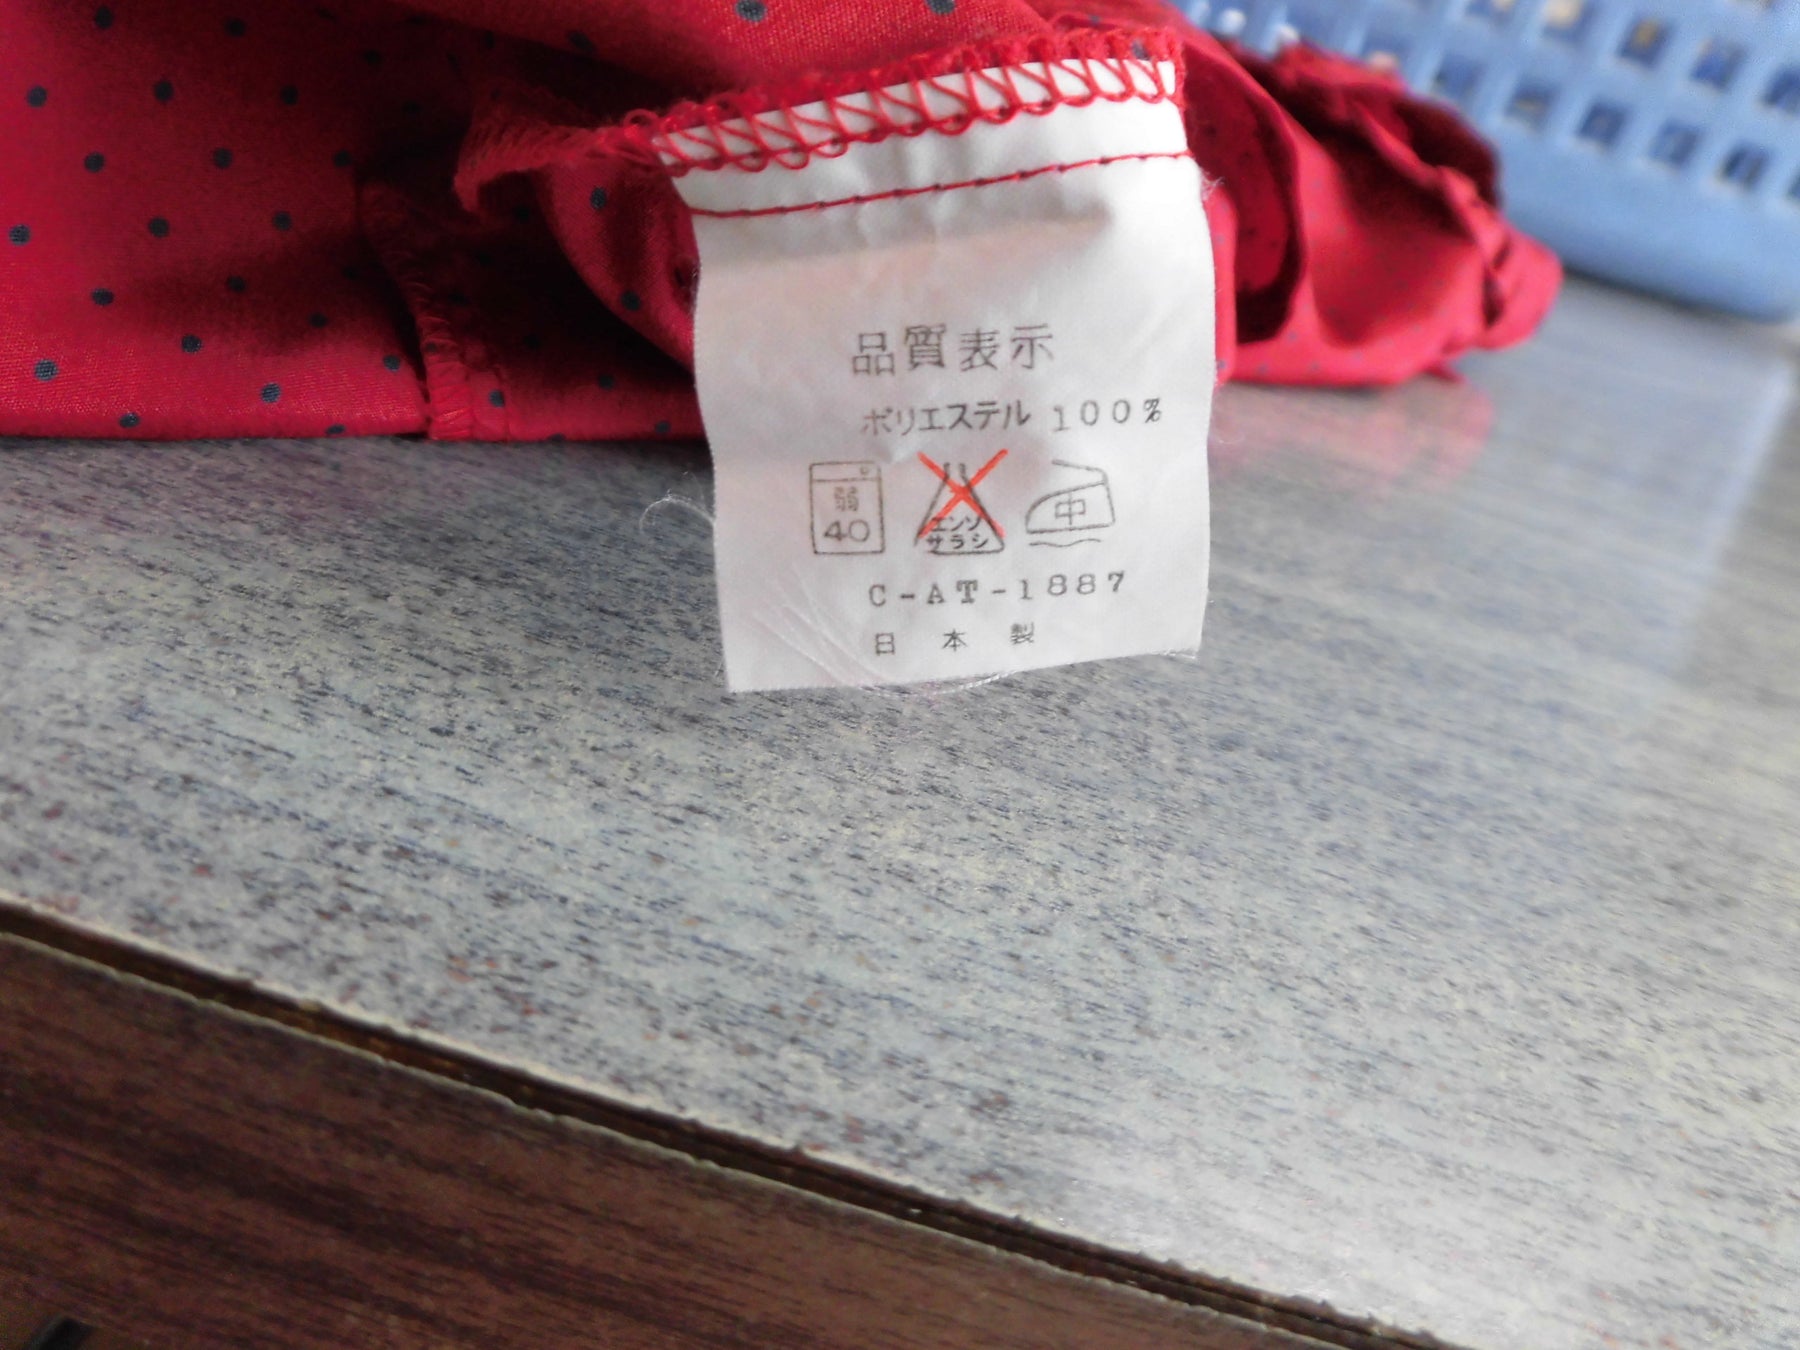 品質表示
ポリエステル 100%
弱 40 エンソ サラシ 中
C-AT-1887
日本製